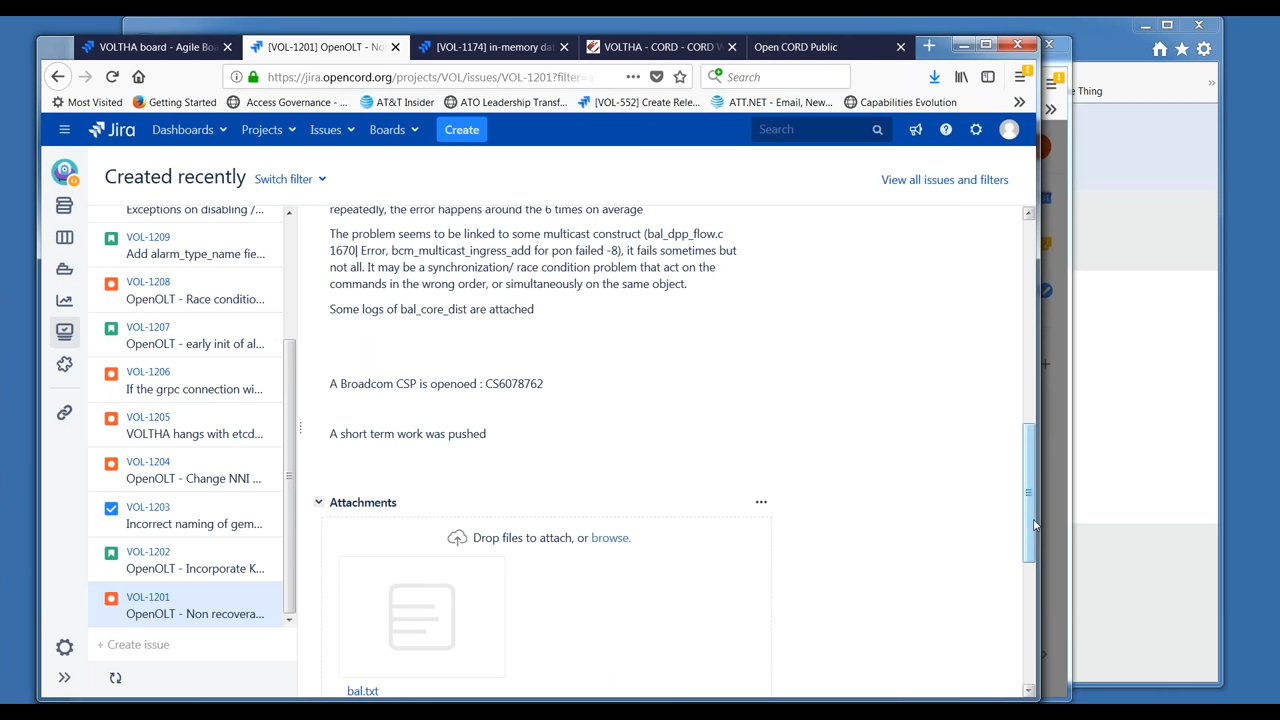 VOLTHA board - Agile Boa
[VOL-1201] OpenOLT - No
[VOL-1174] in-memory dat
VOLTHA - CORD - CORD W
Open CORD Public
https://jira.opencord.org/projects/VOL/issues/VOL-1201?filter=a
Search
Most Visited
Getting Started
Access Governance - ...
AT&T Insider
ATO Leadership Transf...
[VOL-552] Create Rele...
ATT.NET - Email, New...
Capabilities Evolution
e Thing
Jira
Dashboards
Projects
Issues
Boards
Create
Search
Created recently
Switch filter
View all issues and filters
Exceptions on disabling /...
VOL-1209
Add alarm_type_name fie...
VOL-1208
OpenOLT - Race conditio...
VOL-1207
OpenOLT - early init of al...
VOL-1206
If the grpc connection wi...
VOL-1205
VOLTHA hangs with etcd...
VOL-1204
OpenOLT - Change NNI ...
VOL-1203
Incorrect naming of gem...
VOL-1202
OpenOLT - Incorporate K...
VOL-1201
OpenOLT - Non recovera...
+ Create issue
repeatedly, the error happens around the 6 times on average
The problem seems to be linked to some multicast construct (bal_dpp_flow.c
1670| Error, bcm_multicast_ingress_add for pon failed -8), it fails sometimes but
not all. It may be a synchronization/ race condition problem that act on the
commands in the wrong order, or simultaneously on the same object.
Some logs of bal_core_dist are attached
A Broadcom CSP is openoed : CS6078762
A short term work was pushed
Attachments
Drop files to attach, or browse.
bal.txt